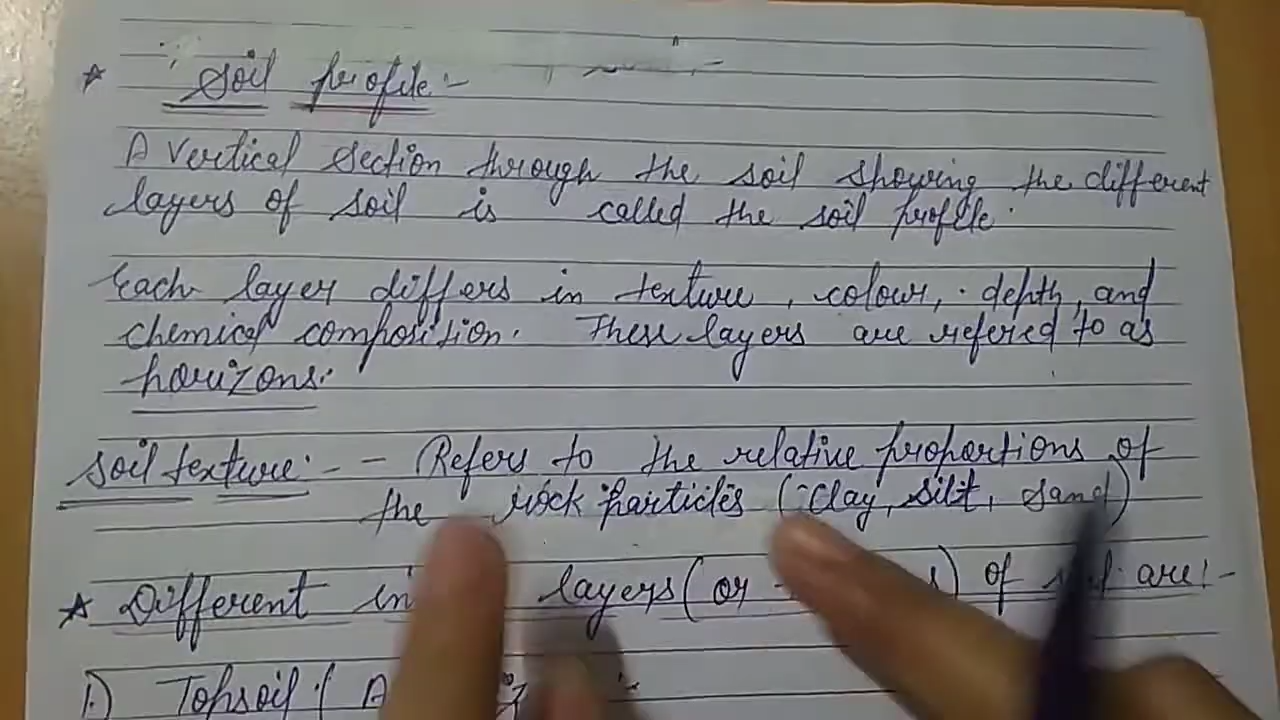 * Soil profile :-
A vertical section through the soil showing the different
layers of soil is called the soil profile.
Each layer differs in texture, colour, depth, and
chemical composition. These layers are refered to as
horizons.
Soil texture :- - Refers to the relative proportions of
the rock particles (clay, silt, sand)
* Different in layers (or of are :-
1) Topsoil ( A